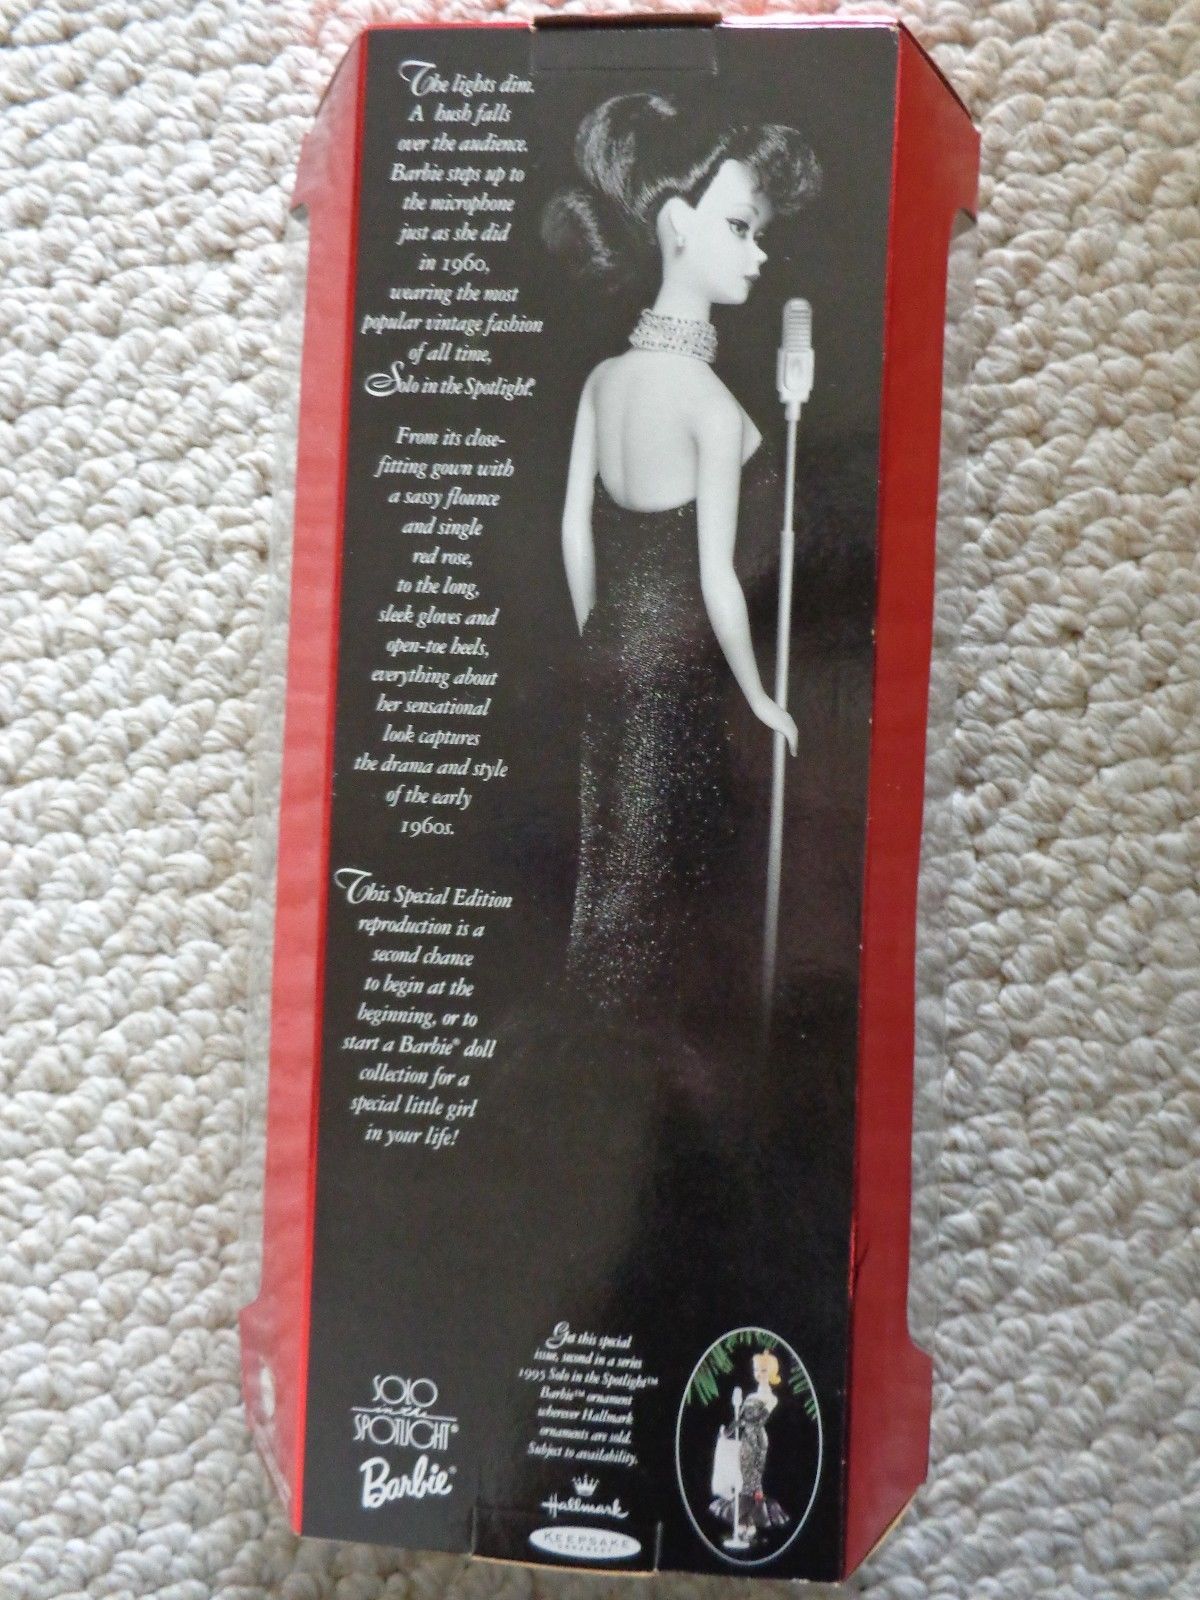 The lights dim.
A hush falls
over the audience.
Barbie steps up to
the microphone
just as she did
in 1960,
wearing the most
popular vintage fashion
of all time,
Solo in the Spotlight®.
From its close-
fitting gown with
a sassy flounce
and single
red rose,
to the long,
sleek gloves and
open-toe heels,
everything about
her sensational
look captures
the drama and style
of the early
1960s.
This Special Edition
reproduction is a
second chance
to begin at the
beginning, or to
start a Barbie® doll
collection for a
special little girl
in your life!
Get this special
issue, second in a series
1995 Solo in the Spotlight™
Barbie™ ornament
wherever Hallmark
ornaments are sold.
Subject to availability.
Hallmark
KEEPSAKE
ORNAMENT
SOLO
in the
SPOTLIGHT®
Barbie®